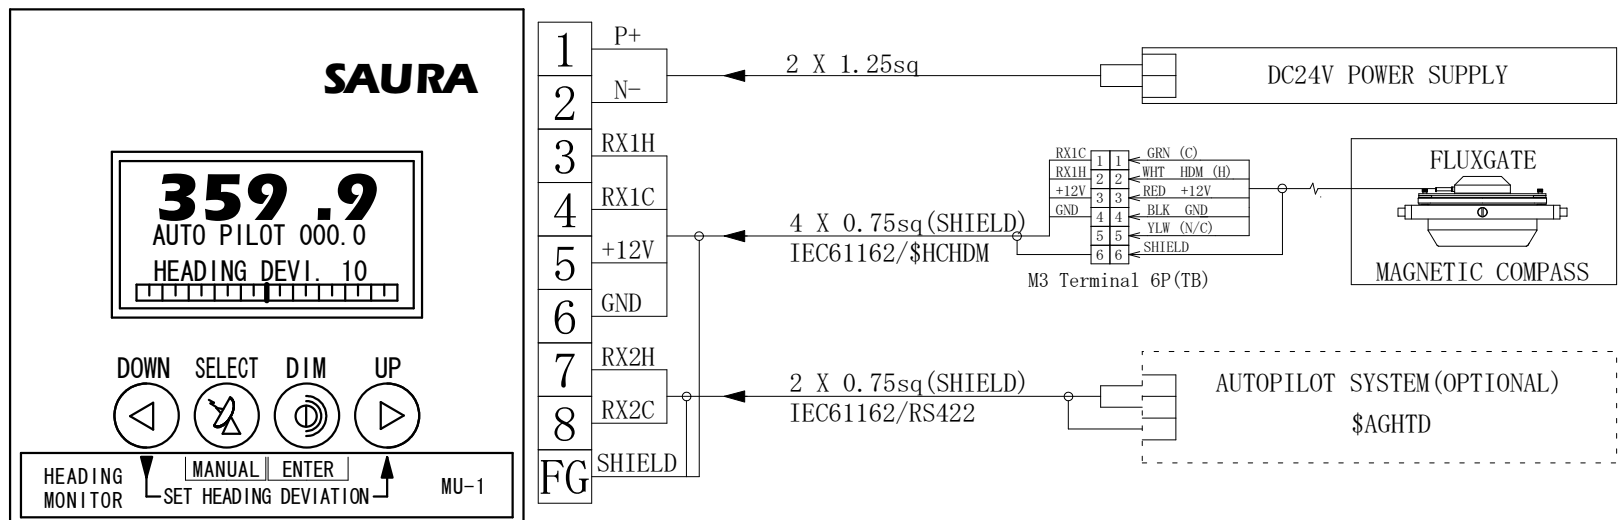 SAURA
359 .9
AUTO PILOT 000.0
HEADING DEVI. 10
DOWN SELECT DIM UP
MANUAL ENTER
HEADING
MONITOR
SET HEADING DEVIATION
MU-1
1 P+
2 N-
3 RX1H
4 RX1C
5 +12V
6 GND
7 RX2H
8 RX2C
FG SHIELD
2 X 1.25sq
DC24V POWER SUPPLY
4 X 0.75sq(SHIELD)
IEC61162/$HCHDM
RX1C 1 1 GRN (C)
RX1H 2 2 WHT HDM (H)
+12V 3 3 RED +12V
GND 4 4 BLK GND
5 5 YLW (N/C)
6 6 SHIELD
M3 Terminal 6P(TB)
FLUXGATE
MAGNETIC COMPASS
2 X 0.75sq(SHIELD)
IEC61162/RS422
AUTOPILOT SYSTEM(OPTIONAL)
$AGHTD